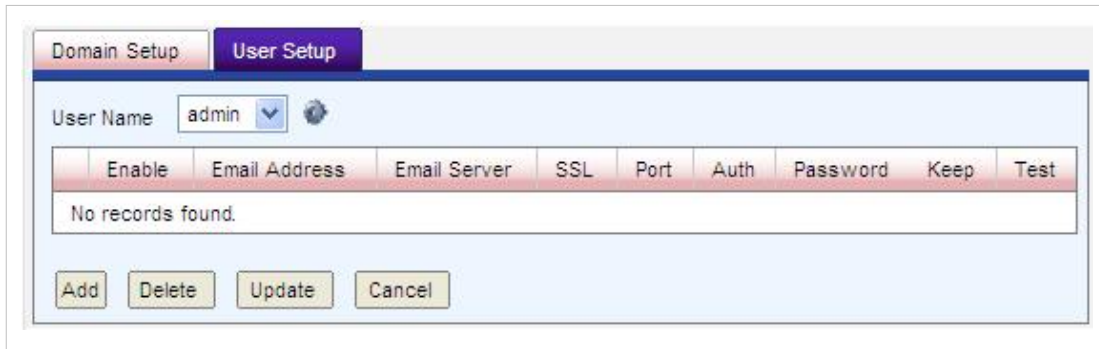 Domain Setup User Setup
User Name admin
Enable Email Address Email Server SSL Port Auth Password Keep Test
No records found.
Add Delete Update Cancel